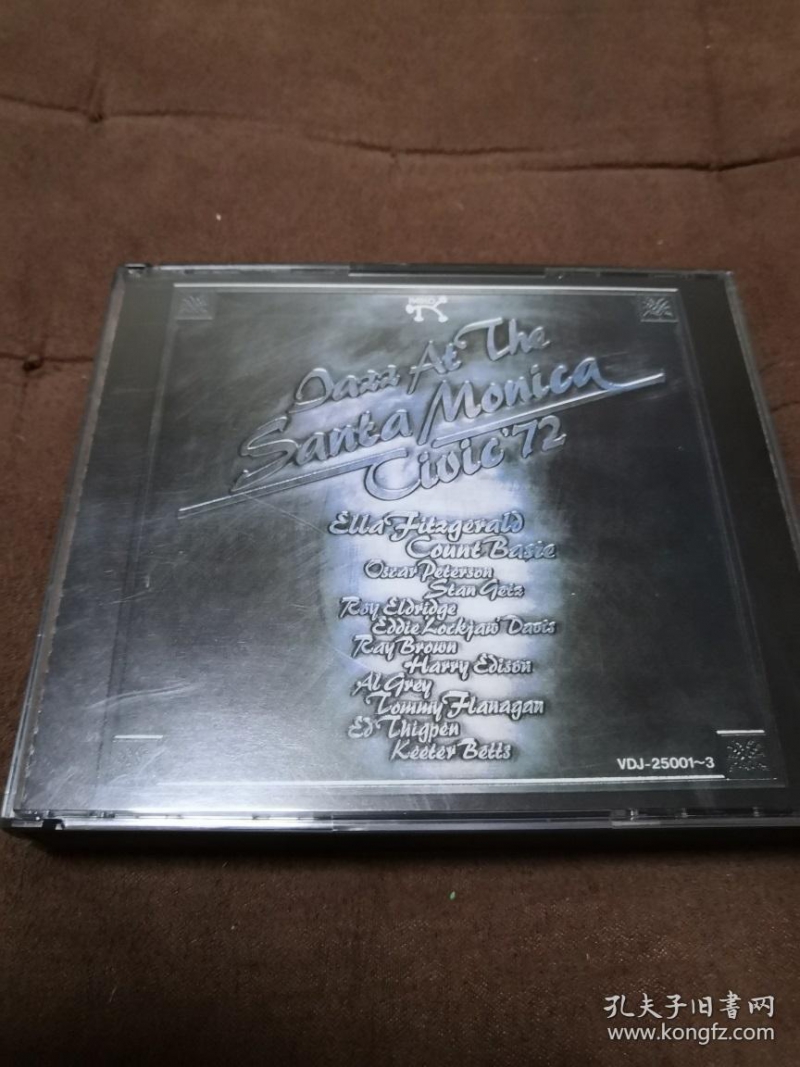 PABLO
Jazz At The
Santa Monica
Civic '72
Ella Fitzgerald
Count Basie
Oscar Peterson
Stan Getz
Roy Eldridge
Eddie "Lockjaw" Davis
Ray Brown
Harry Edison
Al Grey
Tommy Flanagan
Ed Thigpen
Keeter Betts
VDJ-25001~3
孔夫子旧書网
www.kongfz.com